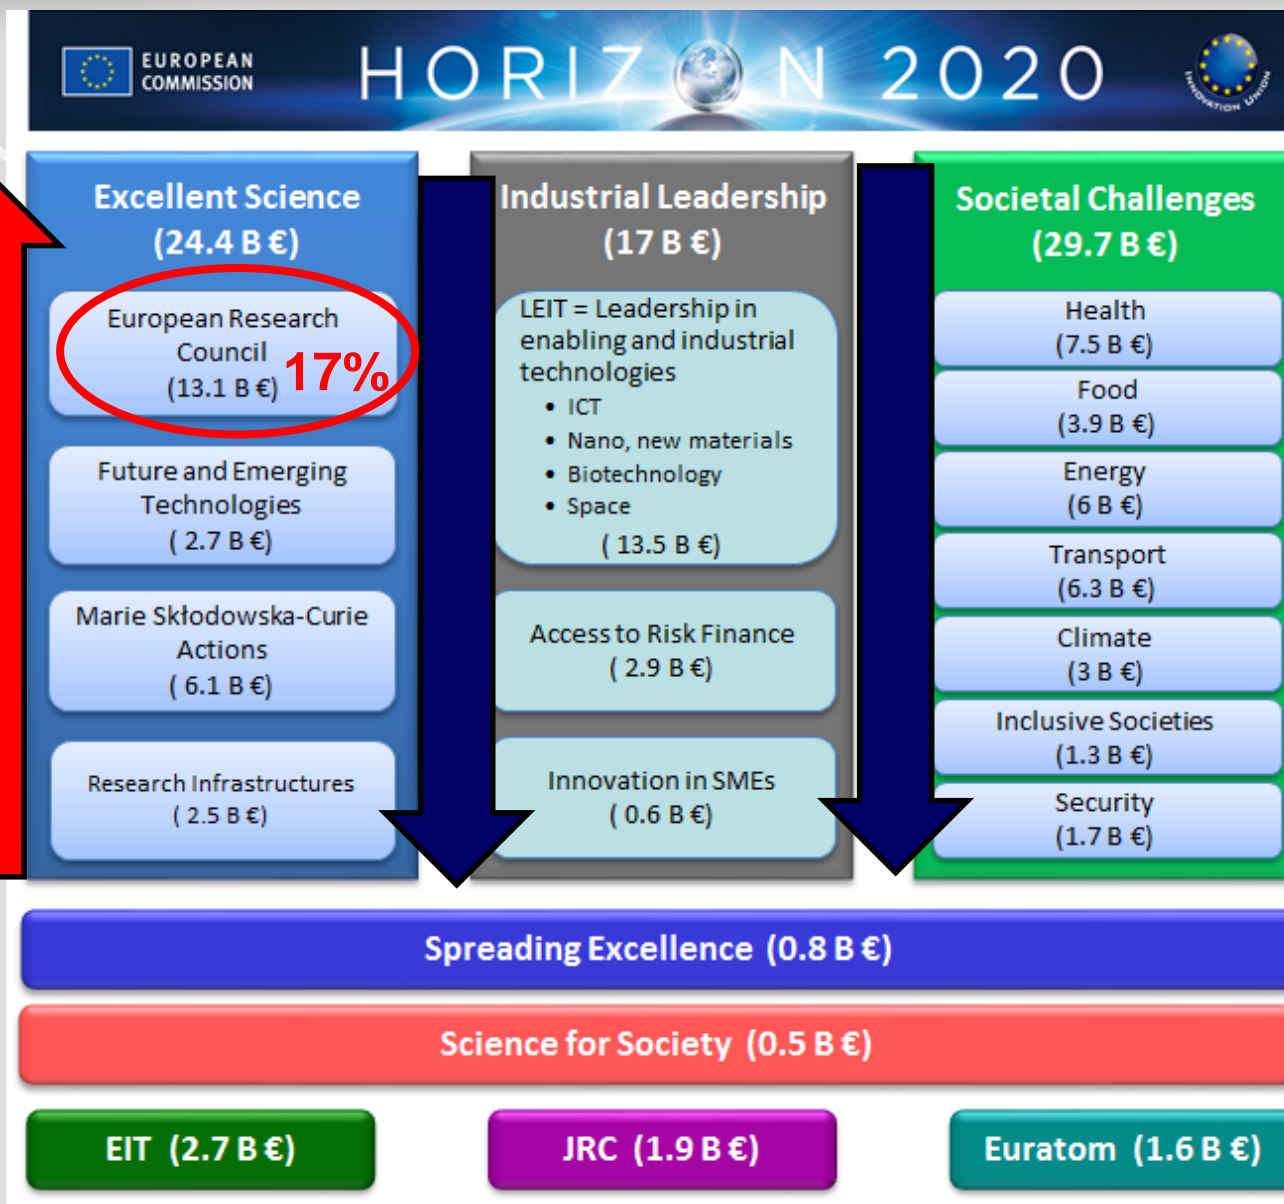 EUROPEAN
COMMISSION
HORIZON 2020
INNOVATION UNION
Excellent Science
(24.4 B €)
European Research
Council
(13.1 B €)
17%
Future and Emerging
Technologies
( 2.7 B €)
Marie Skłodowska-Curie
Actions
( 6.1 B €)
Research Infrastructures
( 2.5 B €)
Industrial Leadership
(17 B €)
LEIT = Leadership in
enabling and industrial
technologies
• ICT
• Nano, new materials
• Biotechnology
• Space
( 13.5 B €)
Access to Risk Finance
( 2.9 B €)
Innovation in SMEs
( 0.6 B €)
Societal Challenges
(29.7 B €)
Health
(7.5 B €)
Food
(3.9 B €)
Energy
(6 B €)
Transport
(6.3 B €)
Climate
(3 B €)
Inclusive Societies
(1.3 B €)
Security
(1.7 B €)
Spreading Excellence (0.8 B €)
Science for Society (0.5 B €)
EIT (2.7 B €)
JRC (1.9 B €)
Euratom (1.6 B €)